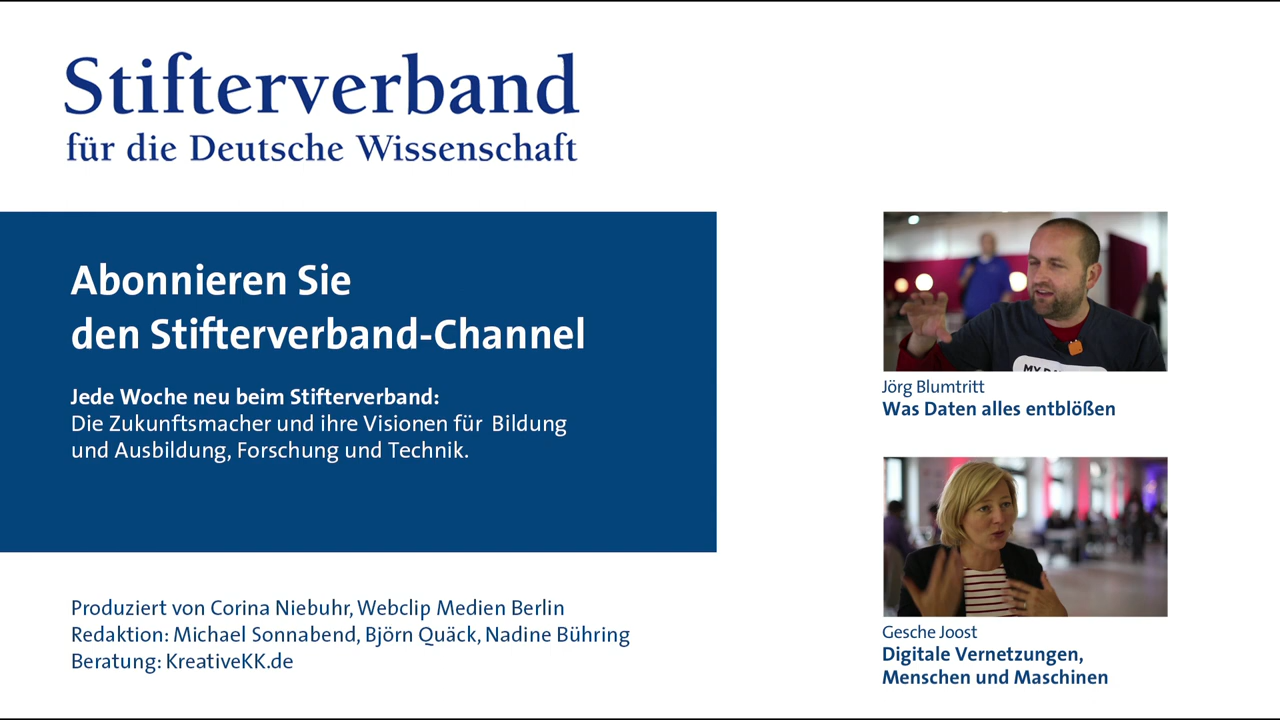 Stifterverband
für die Deutsche Wissenschaft
Abonnieren Sie
den Stifterverband-Channel
Jede Woche neu beim Stifterverband:
Die Zukunftsmacher und ihre Visionen für Bildung
und Ausbildung, Forschung und Technik.
Produziert von Corina Niebuhr, Webclip Medien Berlin
Redaktion: Michael Sonnabend, Björn Quäck, Nadine Bühring
Beratung: KreativeKK.de
Jörg Blumtritt
Was Daten alles entblößen
Gesche Joost
Digitale Vernetzungen,
Menschen und Maschinen